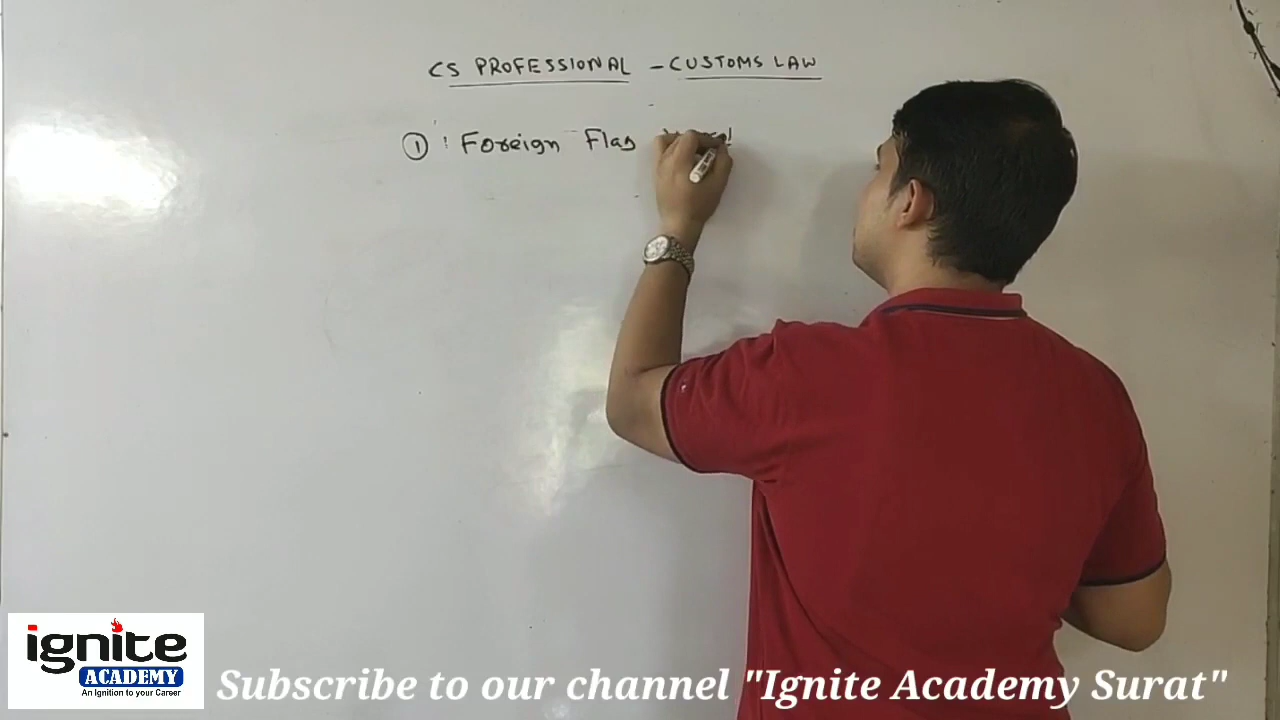 CS PROFESSIONAL - CUSTOMS LAW
① : Foreign Flag
ignite
ACADEMY
An Ignition to your Career
Subscribe to our channel "Ignite Academy Surat"